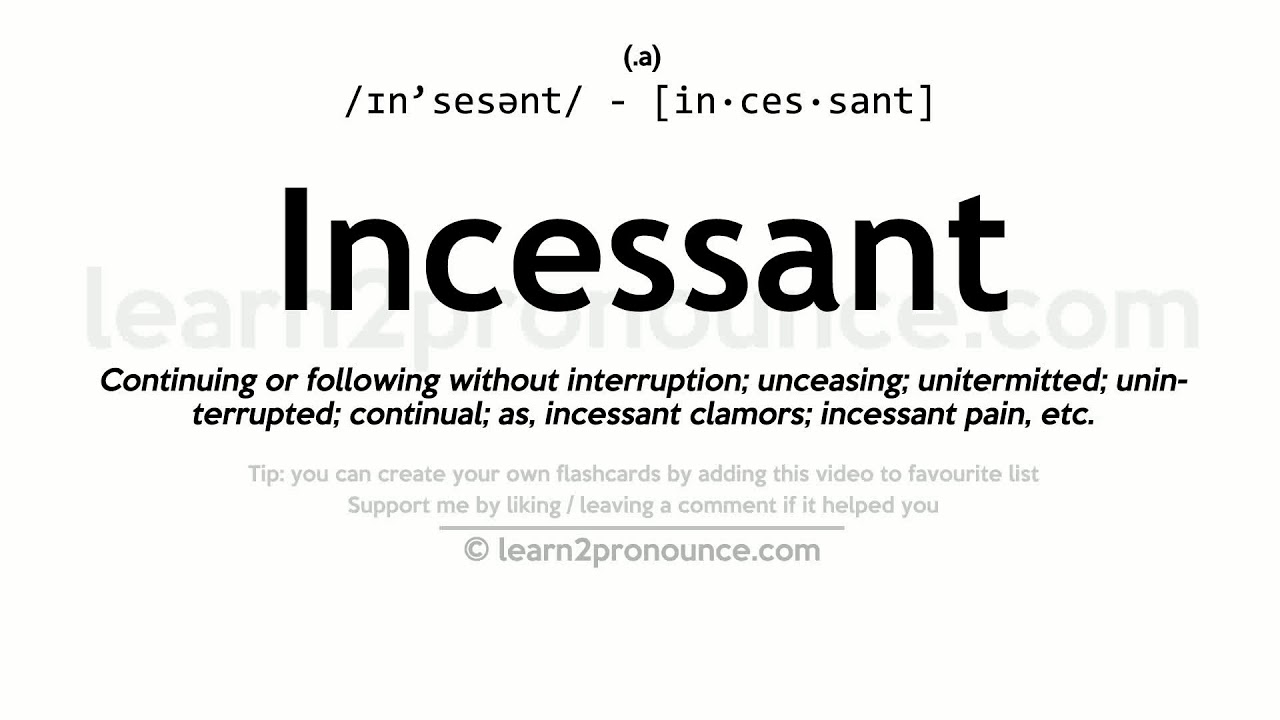 (.a)
/ɪn’sesənt/ - [in·ces·sant]
Incessant
learn2pronounce.com
Continuing or following without interruption; unceasing; unitermitted; unin-
terrupted; continual; as, incessant clamors; incessant pain, etc.
Tip: you can create your own flashcards by adding this video to favourite list
Support me by liking / leaving a comment if it helped you
© learn2pronounce.com